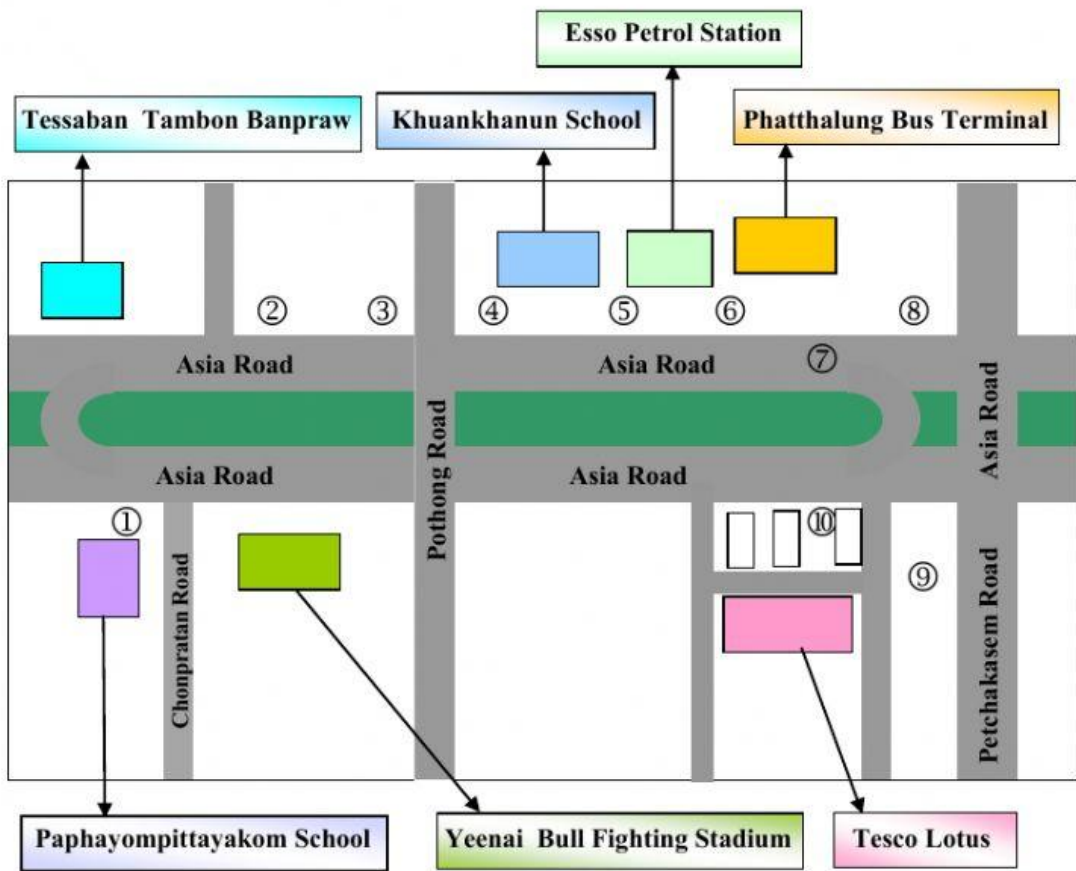 Esso Petrol Station
Tessaban Tambon Banpraw
Khuankhanun School
Phatthalung Bus Terminal
② ③ ④ ⑤ ⑥ ⑧
Asia Road
Asia Road
⑦
Asia Road
Asia Road
Asia Road
Pothong Road
①
⑩
⑨
Chonpratan Road
Petchakasem Road
Paphayompittayakom School
Yeenai Bull Fighting Stadium
Tesco Lotus